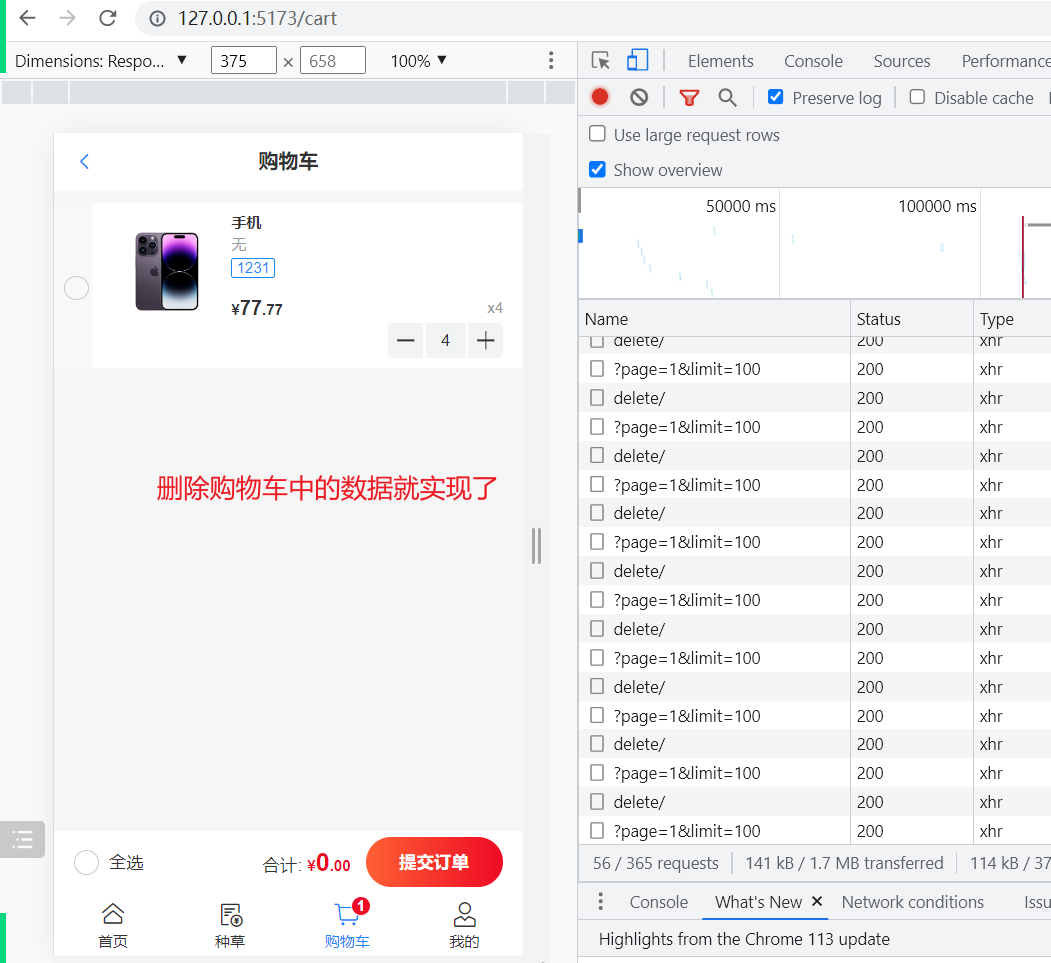 127.0.0.1:5173/cart
Dimensions: Respo... ▼ 375 × 658 100% ▼
Elements Console Sources Performance
Preserve log Disable cache
Use large request rows
Show overview
50000 ms 100000 ms
Name Status Type
delete/ 200 xhr
?page=1&limit=100 200 xhr
delete/ 200 xhr
?page=1&limit=100 200 xhr
delete/ 200 xhr
?page=1&limit=100 200 xhr
delete/ 200 xhr
?page=1&limit=100 200 xhr
delete/ 200 xhr
?page=1&limit=100 200 xhr
delete/ 200 xhr
?page=1&limit=100 200 xhr
delete/ 200 xhr
?page=1&limit=100 200 xhr
delete/ 200 xhr
?page=1&limit=100 200 xhr
delete/ 200 xhr
?page=1&limit=100 200 xhr
56 / 365 requests 141 kB / 1.7 MB transferred 114 kB / 37
Console What's New × Network conditions Issu
Highlights from the Chrome 113 update
购物车
手机
无
1231
¥77.77 x4
4
删除购物车中的数据就实现了
全选 合计: ¥0.00 提交订单
1
首页 种草 购物车 我的